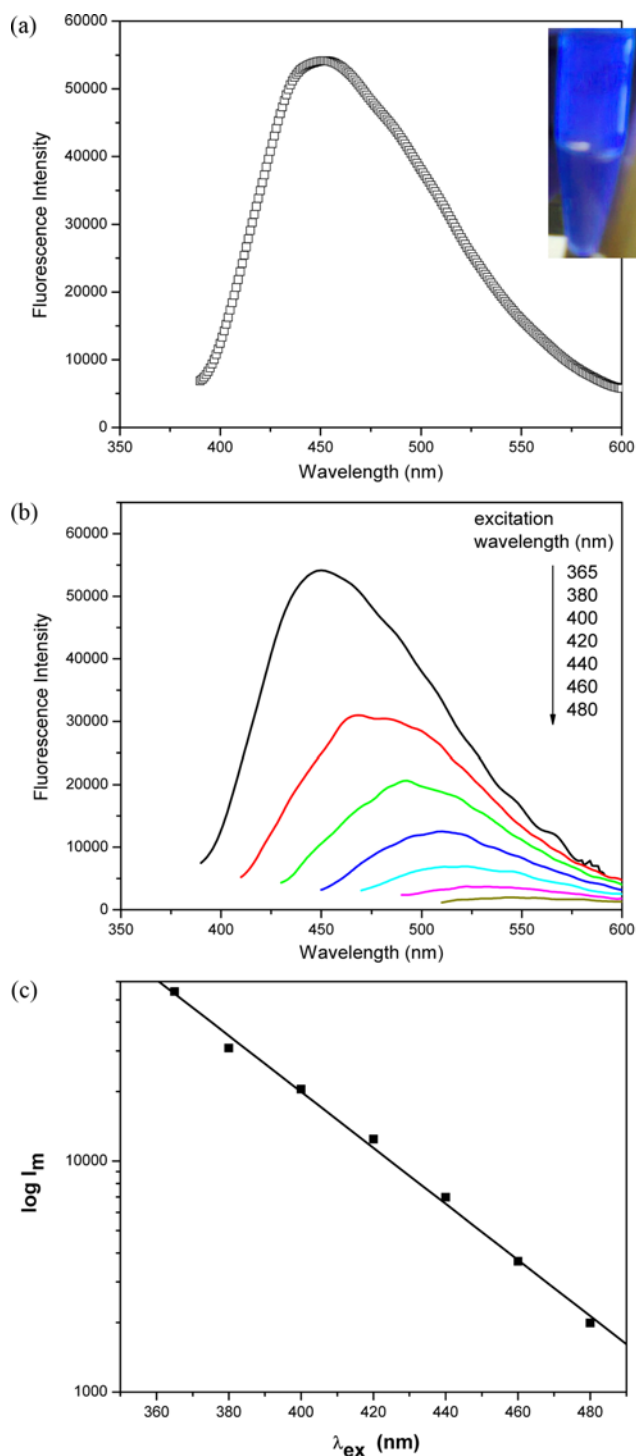 (a)
60000
50000
40000
30000
20000
10000
0
Fluorescence Intensity
350 400 450 500 550 600
Wavelength (nm)
(b)
60000
50000
40000
30000
20000
10000
0
Fluorescence Intensity
excitation
wavelength (nm)
365
380
400
420
440
460
480
350 400 450 500 550 600
Wavelength (nm)
(c)
10000
1000
log I_m
360 380 400 420 440 460 480
λ_ex (nm)